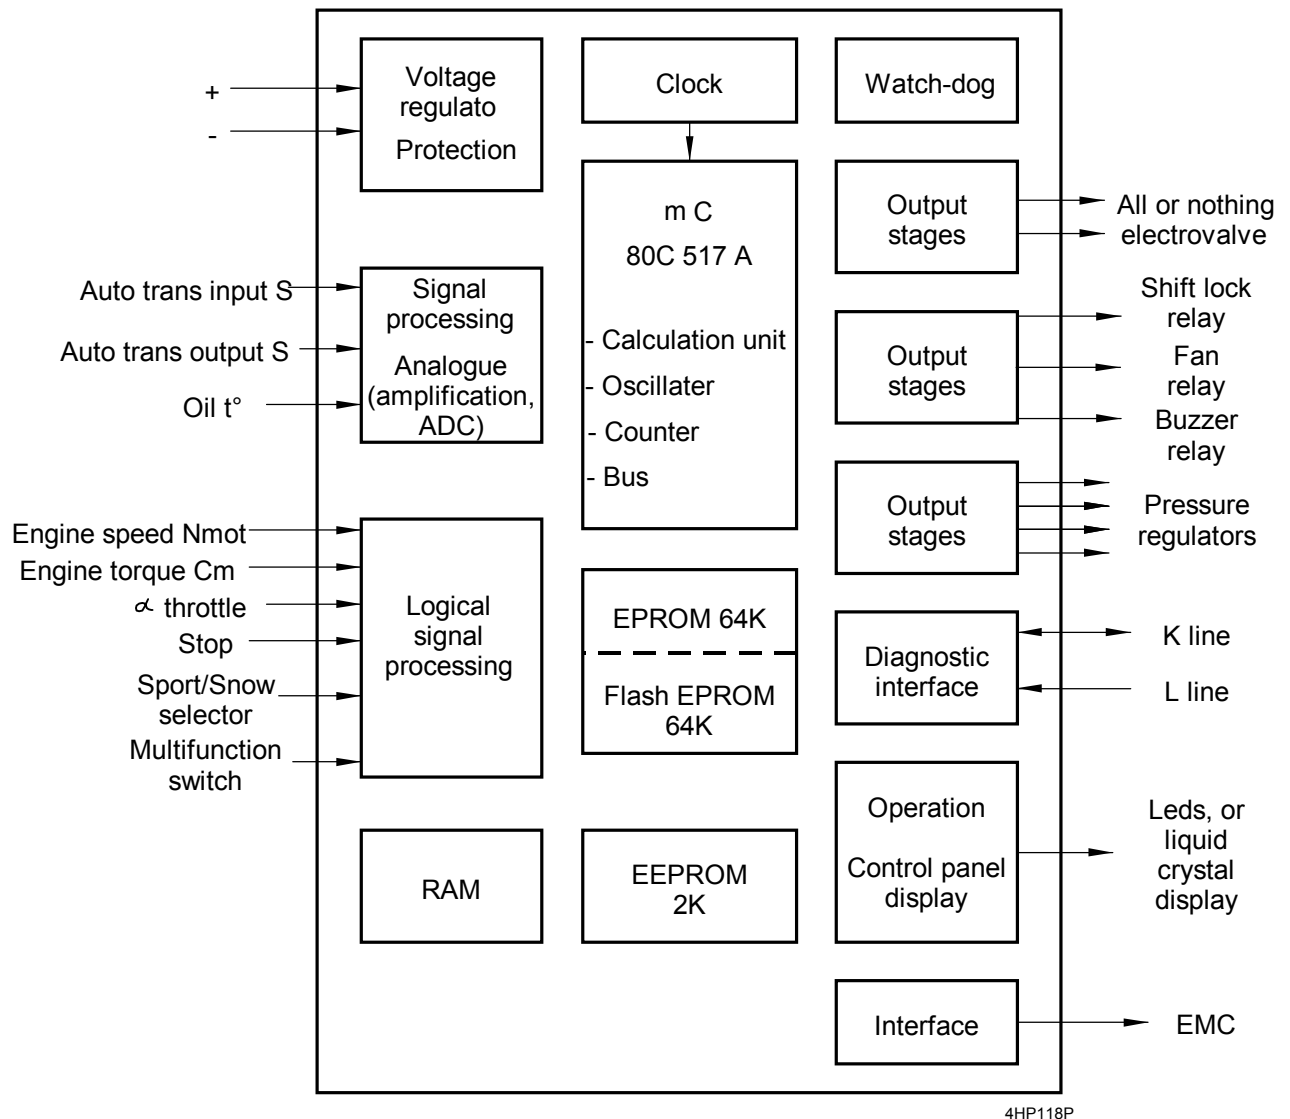 +
-
Voltage
regulato
Protection
Clock
Watch-dog
m C
80C 517 A
- Calculation unit
- Oscillater
- Counter
- Bus
Output
stages
All or nothing
electrovalve
Auto trans input S
Auto trans output S
Oil t°
Signal
processing
Analogue
(amplification,
ADC)
Output
stages
Shift lock
relay
Fan
relay
Buzzer
relay
Output
stages
Pressure
regulators
Engine speed Nmot
Engine torque Cm
α throttle
Stop
Sport/Snow
selector
Multifunction
switch
Logical
signal
processing
EPROM 64K
Flash EPROM
64K
Diagnostic
interface
K line
L line
RAM
EEPROM
2K
Operation
Control panel
display
Leds, or
liquid
crystal
display
Interface
EMC
4HP118P